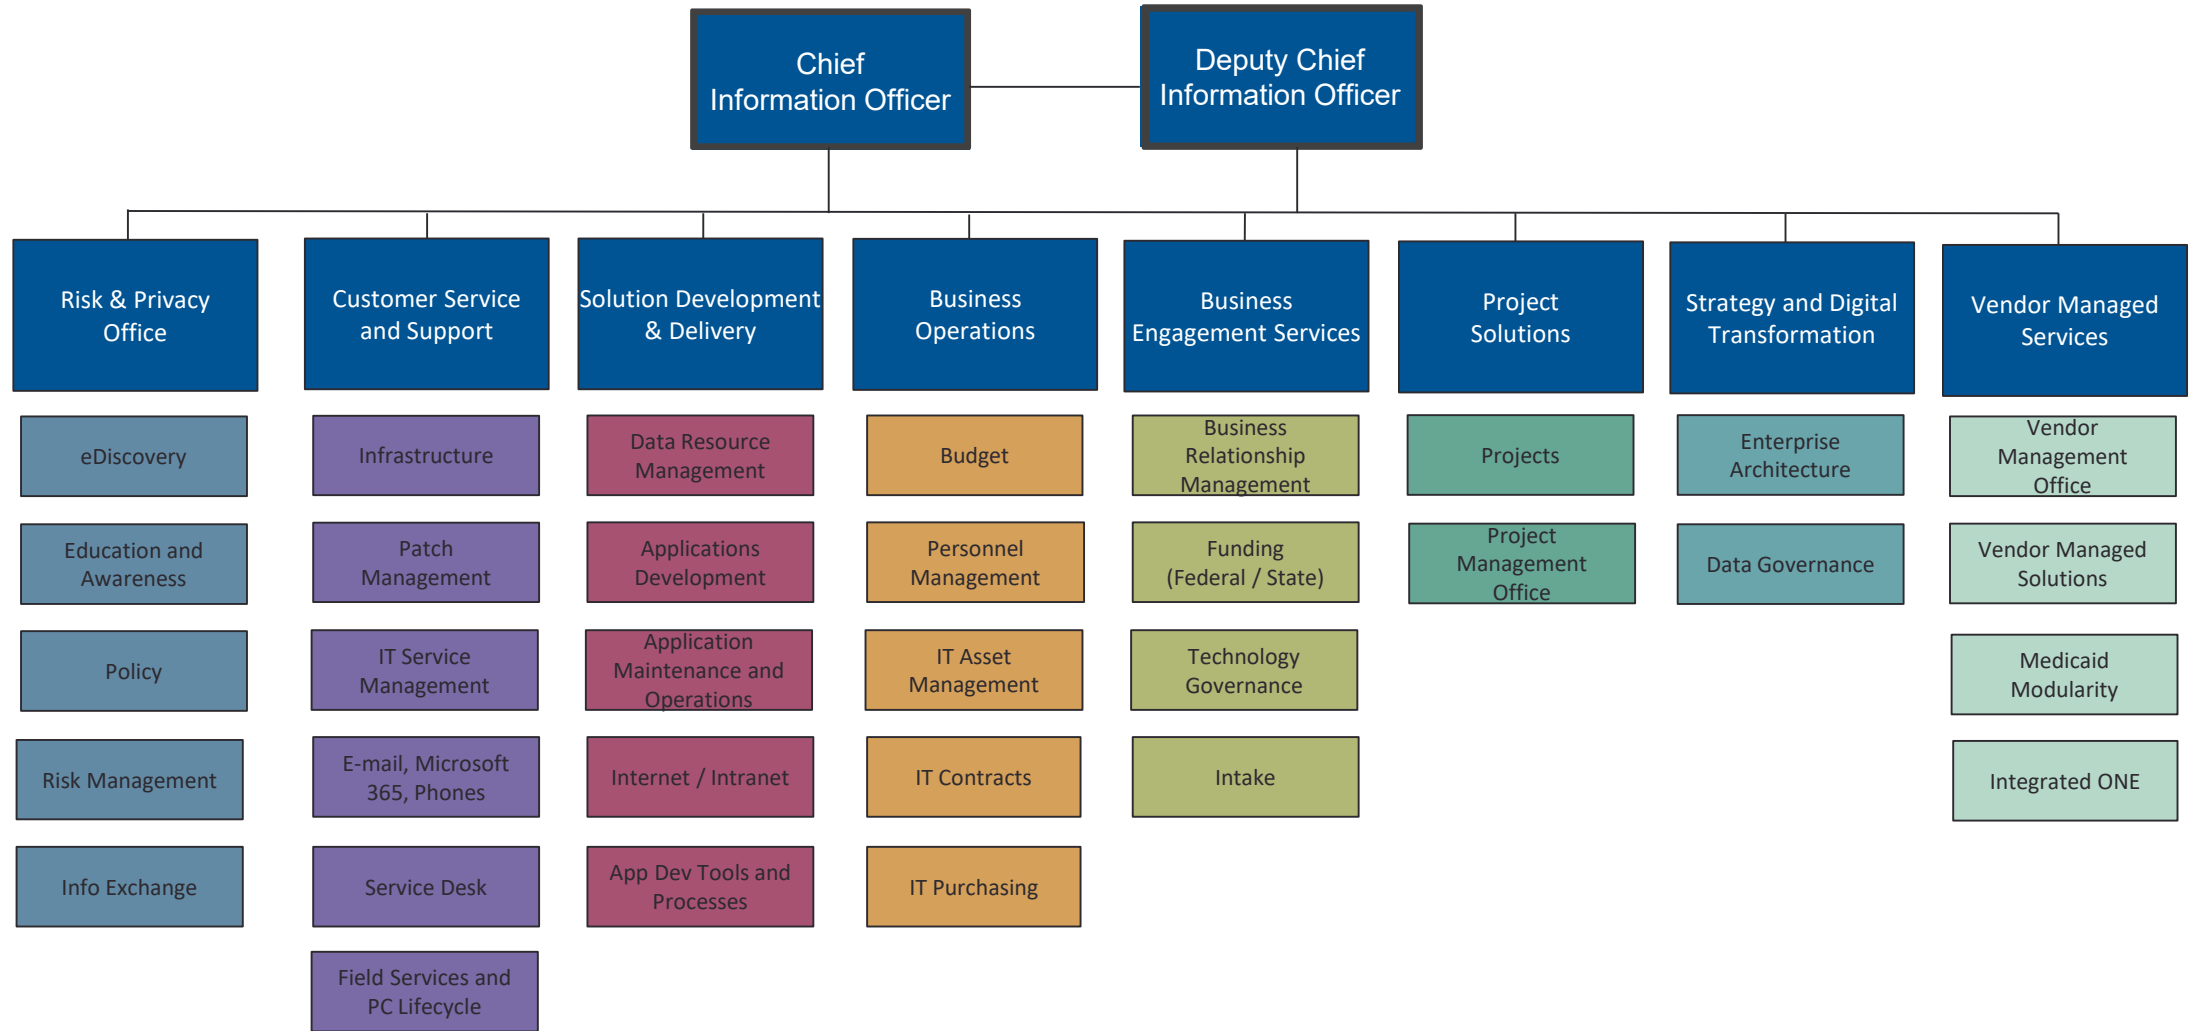 Chief
Information Officer
Deputy Chief
Information Officer
Risk & Privacy
Office
Customer Service
and Support
Solution Development
& Delivery
Business
Operations
Business
Engagement Services
Project
Solutions
Strategy and Digital
Transformation
Vendor Managed
Services
eDiscovery
Education and
Awareness
Policy
Risk Management
Info Exchange
Infrastructure
Patch
Management
IT Service
Management
E-mail, Microsoft
365, Phones
Service Desk
Field Services and
PC Lifecycle
Data Resource
Management
Applications
Development
Application
Maintenance and
Operations
Internet / Intranet
App Dev Tools and
Processes
Budget
Personnel
Management
IT Asset
Management
IT Contracts
IT Purchasing
Business
Relationship
Management
Funding
(Federal / State)
Technology
Governance
Intake
Projects
Project
Management
Office
Enterprise
Architecture
Data Governance
Vendor
Management
Office
Vendor Managed
Solutions
Medicaid
Modularity
Integrated ONE